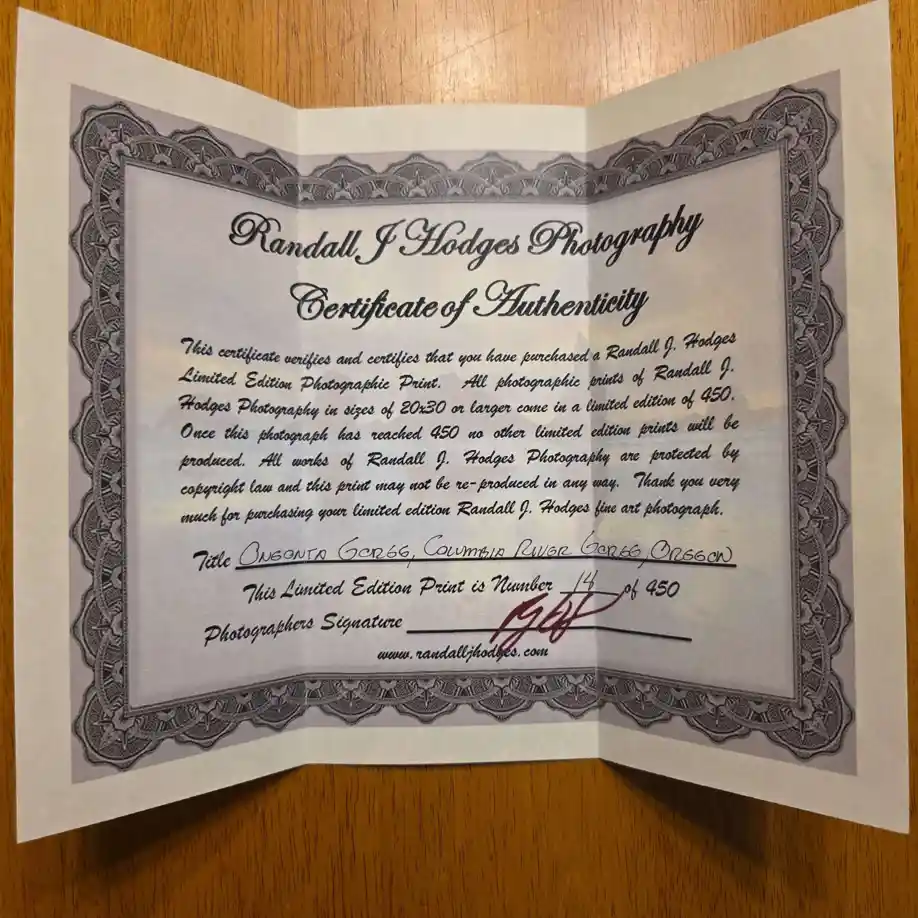 Randall J Hodges Photography
Certificate of Authenticity
This certificate verifies and certifies that you have purchased a Randall J. Hodges
Limited Edition Photographic Print. All photographic prints of Randall J.
Hodges Photography in sizes of 20x30 or larger come in a limited edition of 450.
Once this photograph has reached 450 no other limited edition prints will be
produced. All works of Randall J. Hodges Photography are protected by
copyright law and this print may not be re-produced in any way. Thank you very
much for purchasing your limited edition Randall J. Hodges fine art photograph.
Title Oneonta Gorge, Columbia River Gorge, Oregon
This Limited Edition Print is Number 14 of 450
Photographers Signature
www.randalljhodges.com